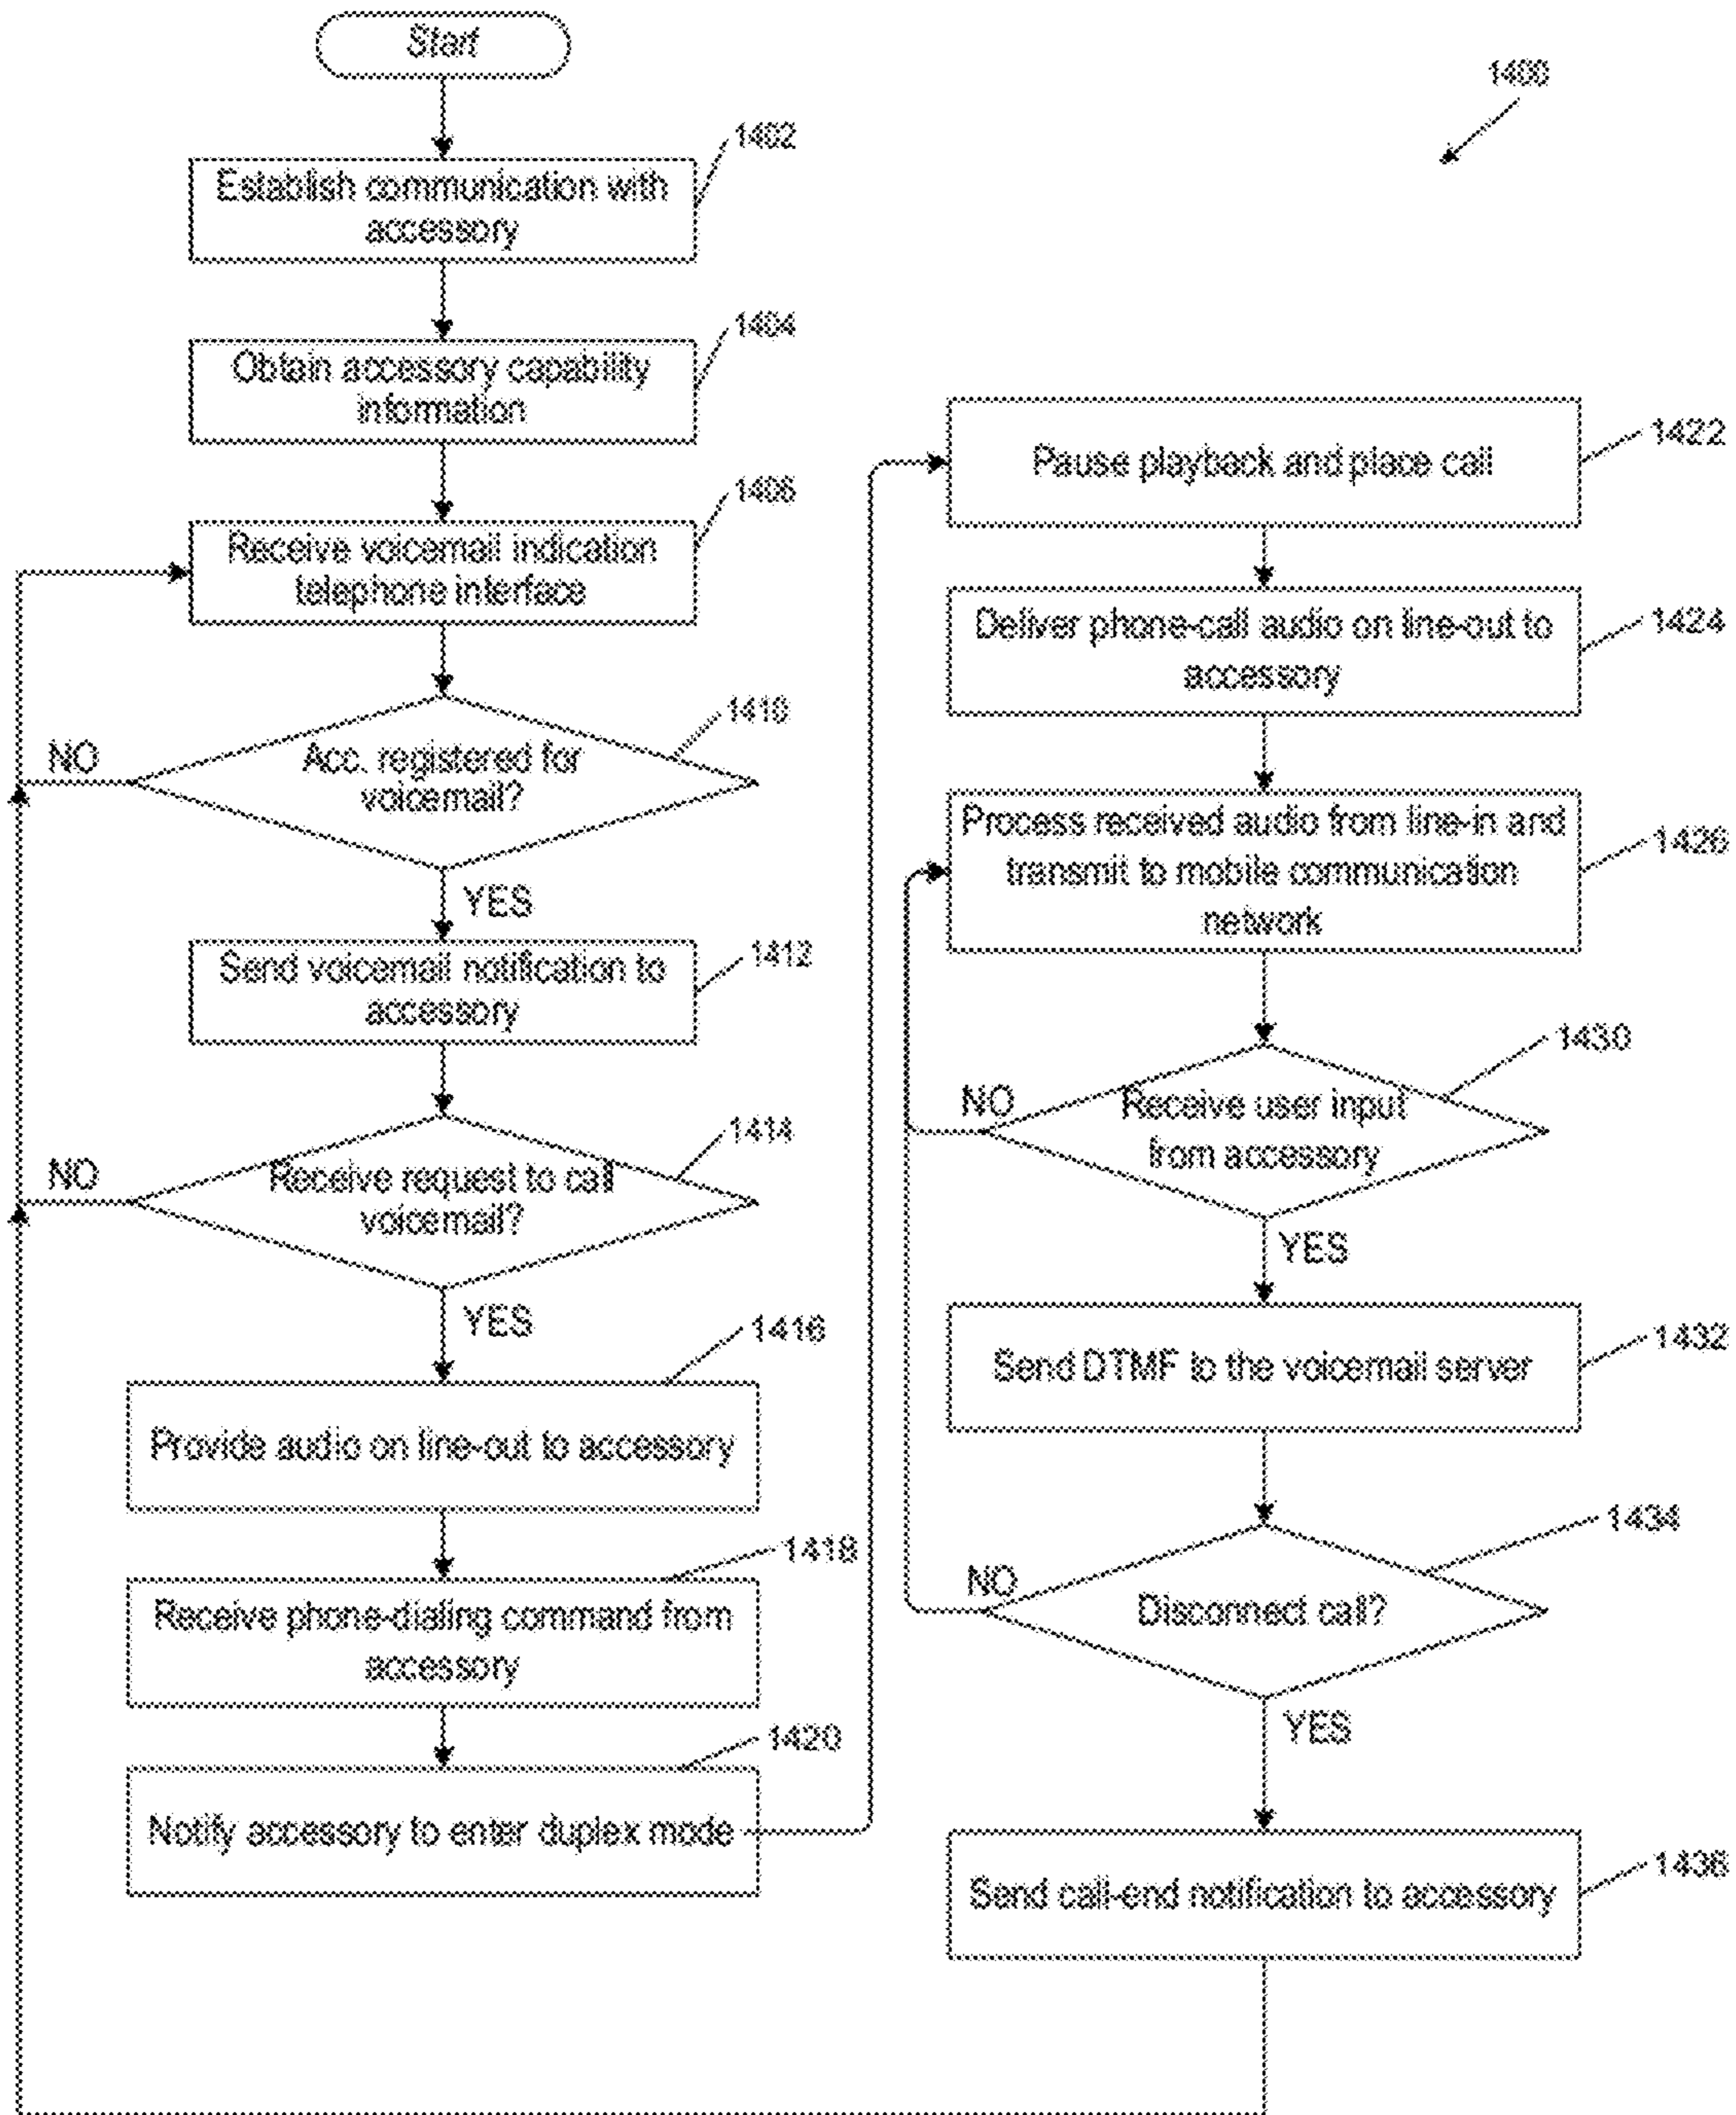 Start
1400
1402
Establish communication with
accessory
1404
Obtain accessory capability
information
1406
Receive voicemail indication
telephone interface
1410
NO
Acc. registered for
voicemail?
YES
1412
Send voicemail notification to
accessory
1414
NO
Receive request to call
voicemail?
YES
1416
Provide audio on line-out to accessory
1418
Receive phone-dialing command from
accessory
1420
Notify accessory to enter duplex mode
1422
Pause playback and place call
1424
Deliver phone-call audio on line-out to
accessory
Process received audio from line-in and
1426
transmit to mobile communication
network
1430
NO
Receive user input
from accessory
YES
1432
Send DTMF to the voicemail server
1434
NO
Disconnect call?
YES
1436
Send call-end notification to accessory